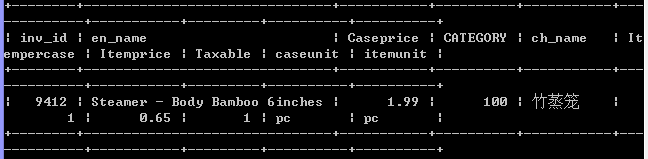 | inv_id | en_name | Caseprice | CATEGORY | ch_name | It
empercase | Itemprice | Taxable | caseunit | itemunit |
| 9412 | Steamer - Body Bamboo 6inches | 1.99 | 100 | 竹蒸笼 |
1 | 0.65 | 1 | pc | pc |